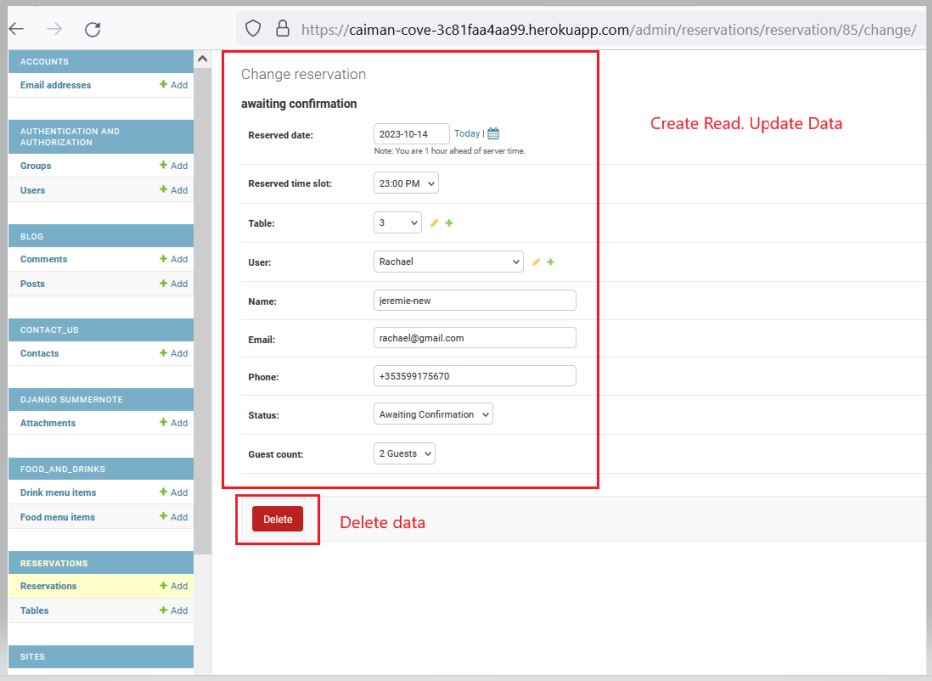 https://caiman-cove-3c81faa4aa99.herokuapp.com/admin/reservations/reservation/85/change/
ACCOUNTS
Email addresses Add
AUTHENTICATION AND
AUTHORIZATION
Groups Add
Users Add
BLOG
Comments Add
Posts Add
CONTACT_US
Contacts Add
DJANGO SUMMERNOTE
Attachments Add
FOOD_AND_DRINKS
Drink menu items Add
Food menu items Add
RESERVATIONS
Reservations Add
Tables Add
SITES
Change reservation
awaiting confirmation
Reserved date: 2023-10-14 Today |
Note: You are 1 hour ahead of server time.
Reserved time slot: 23:00 PM
Table: 3
User: Rachael
Name: jeremie-new
Email: rachael@gmail.com
Phone: +353599175670
Status: Awaiting Confirmation
Guest count: 2 Guests
Delete
Delete data
Create Read. Update Data